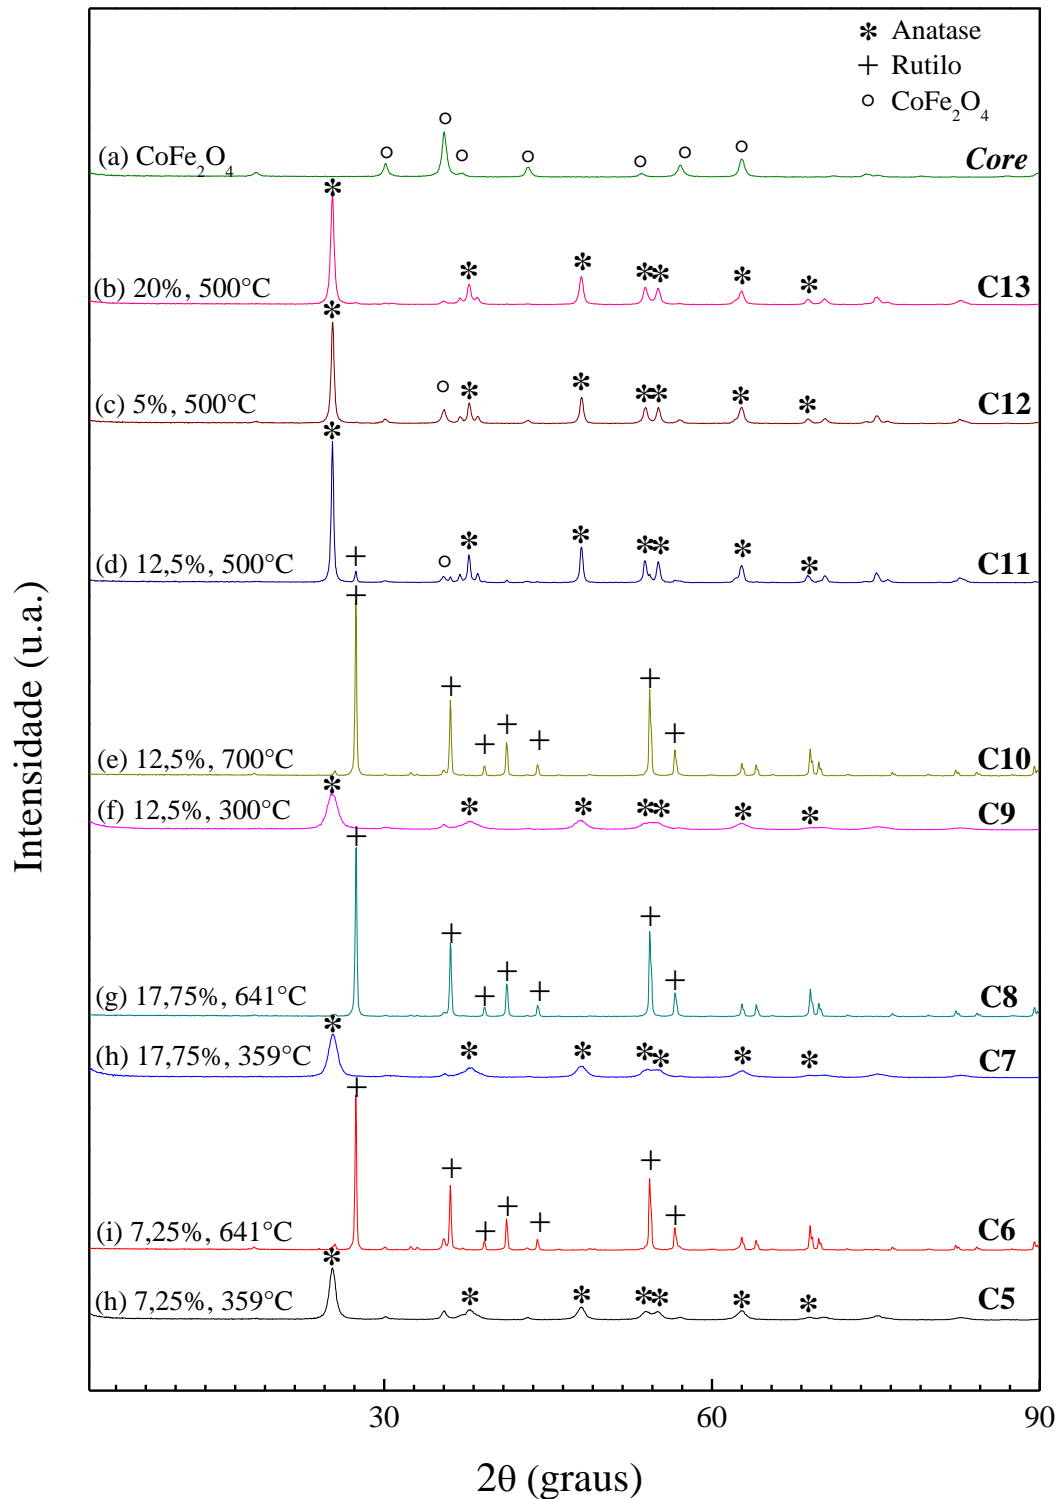 * Anatase
+ Rutilo
○ CoFe₂O₄
(a) CoFe₂O₄ Core
(b) 20%, 500°C C13
(c) 5%, 500°C C12
(d) 12,5%, 500°C C11
(e) 12,5%, 700°C C10
(f) 12,5%, 300°C C9
(g) 17,75%, 641°C C8
(h) 17,75%, 359°C C7
(i) 7,25%, 641°C C6
(h) 7,25%, 359°C C5
Intensidade (u.a.)
30 60 90
2θ (graus)